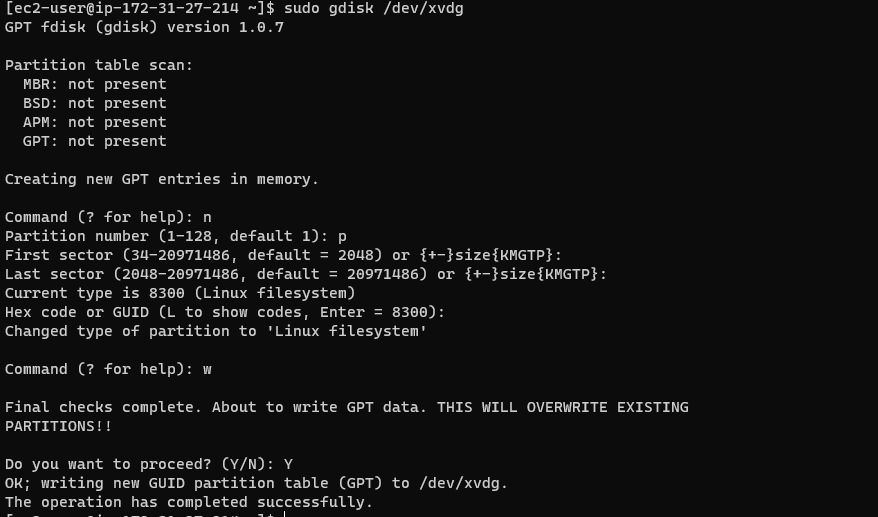 [ec2-user@ip-172-31-27-214 ~]$ sudo gdisk /dev/xvdg
GPT fdisk (gdisk) version 1.0.7
Partition table scan:
  MBR: not present
  BSD: not present
  APM: not present
  GPT: not present
Creating new GPT entries in memory.
Command (? for help): n
Partition number (1-128, default 1): p
First sector (34-20971486, default = 2048) or {+-}size{KMGTP}:
Last sector (2048-20971486, default = 20971486) or {+-}size{KMGTP}:
Current type is 8300 (Linux filesystem)
Hex code or GUID (L to show codes, Enter = 8300):
Changed type of partition to 'Linux filesystem'
Command (? for help): w
Final checks complete. About to write GPT data. THIS WILL OVERWRITE EXISTING
PARTITIONS!!
Do you want to proceed? (Y/N): Y
OK; writing new GUID partition table (GPT) to /dev/xvdg.
The operation has completed successfully.